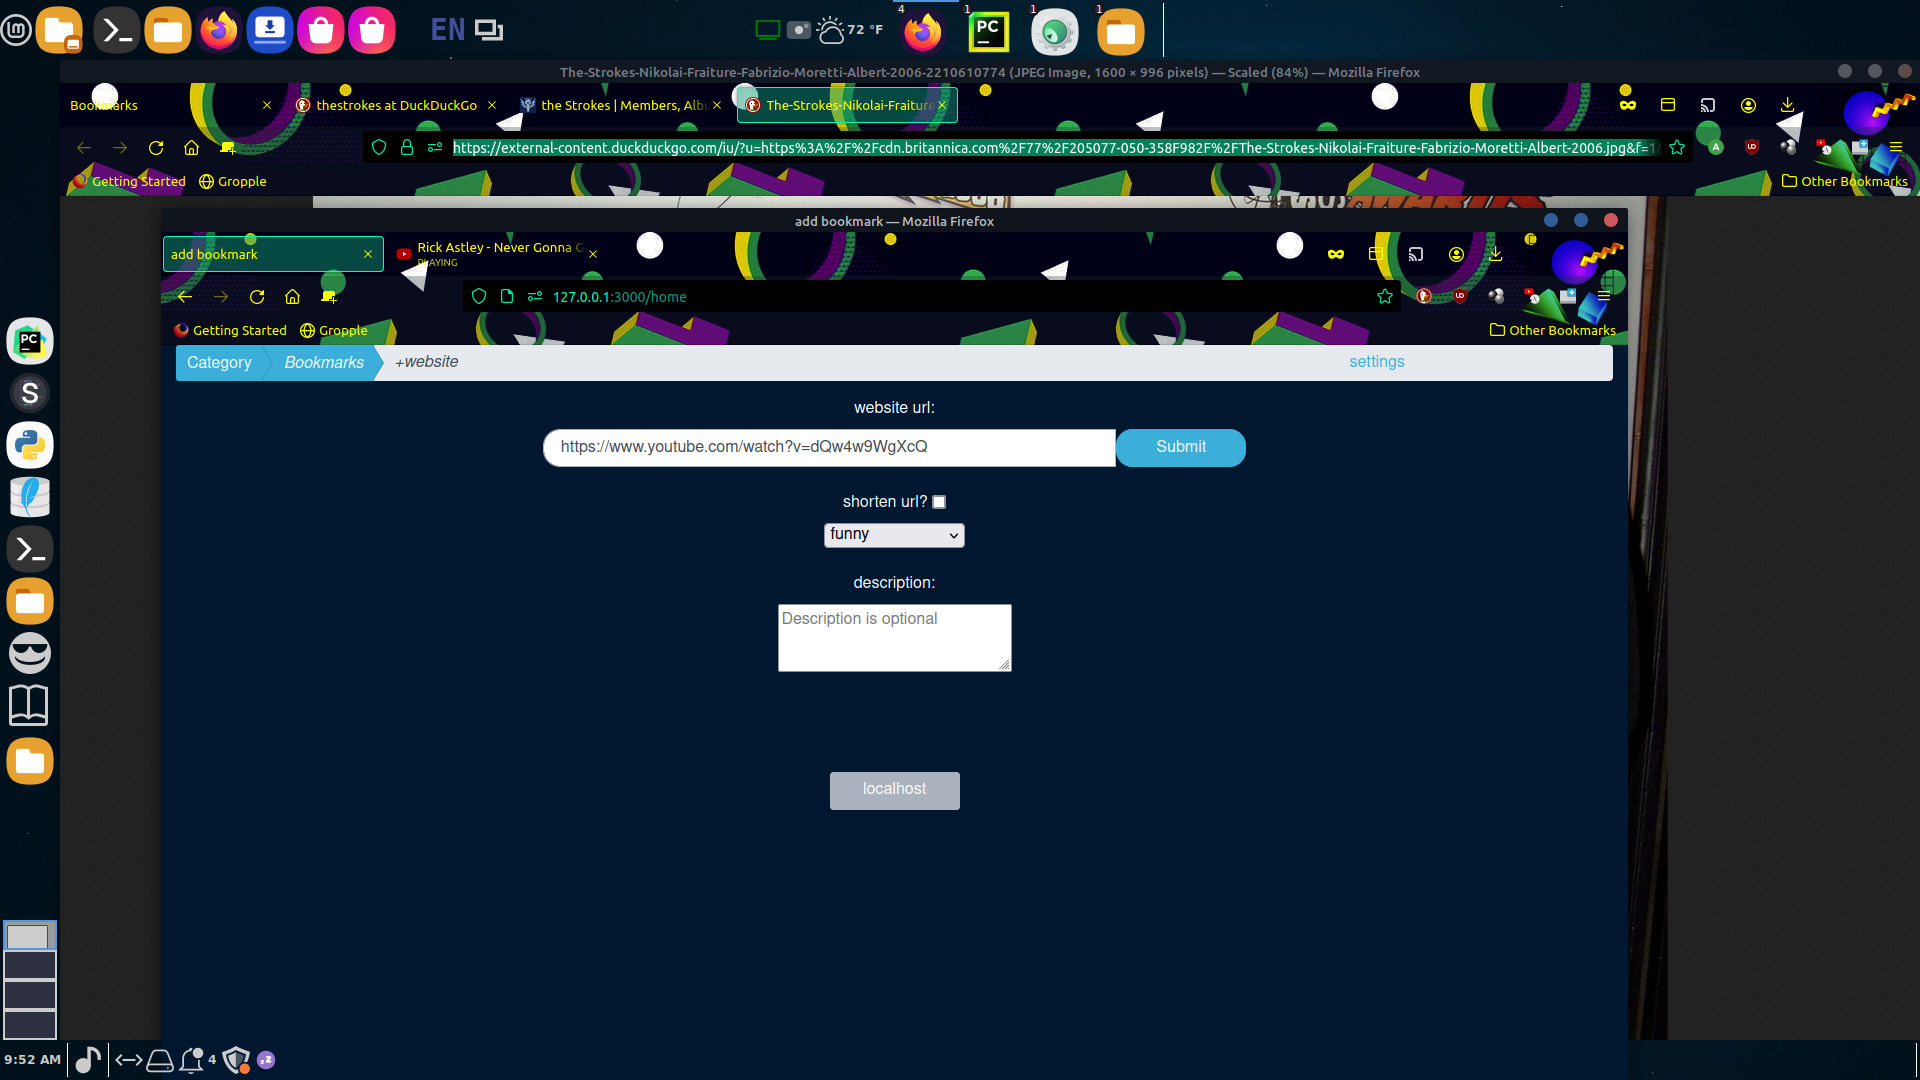 EN
72 °F
4
1
PC
1
1
The-Strokes-Nikolai-Fraiture-Fabrizio-Moretti-Albert-2006-2210610774 (JPEG Image, 1600 × 996 pixels) — Scaled (84%) — Mozilla Firefox
Bookmarks
thestrokes at DuckDuckGo
the Strokes | Members, Albu
The-Strokes-Nikolai-Fraiture
https://external-content.duckduckgo.com/iu/?u=https%3A%2F%2Fcdn.britannica.com%2F77%2F205077-050-358F982F%2FThe-Strokes-Nikolai-Fraiture-Fabrizio-Moretti-Albert-2006.jpg&f=1
Getting Started
Gropple
Other Bookmarks
add bookmark — Mozilla Firefox
add bookmark
Rick Astley - Never Gonna G
PLAYING
127.0.0.1:3000/home
Getting Started
Gropple
Other Bookmarks
Category
Bookmarks
+website
settings
website url:
https://www.youtube.com/watch?v=dQw4w9WgXcQ
Submit
shorten url?
funny
description:
Description is optional
localhost
PC
S
9:52 AM
4